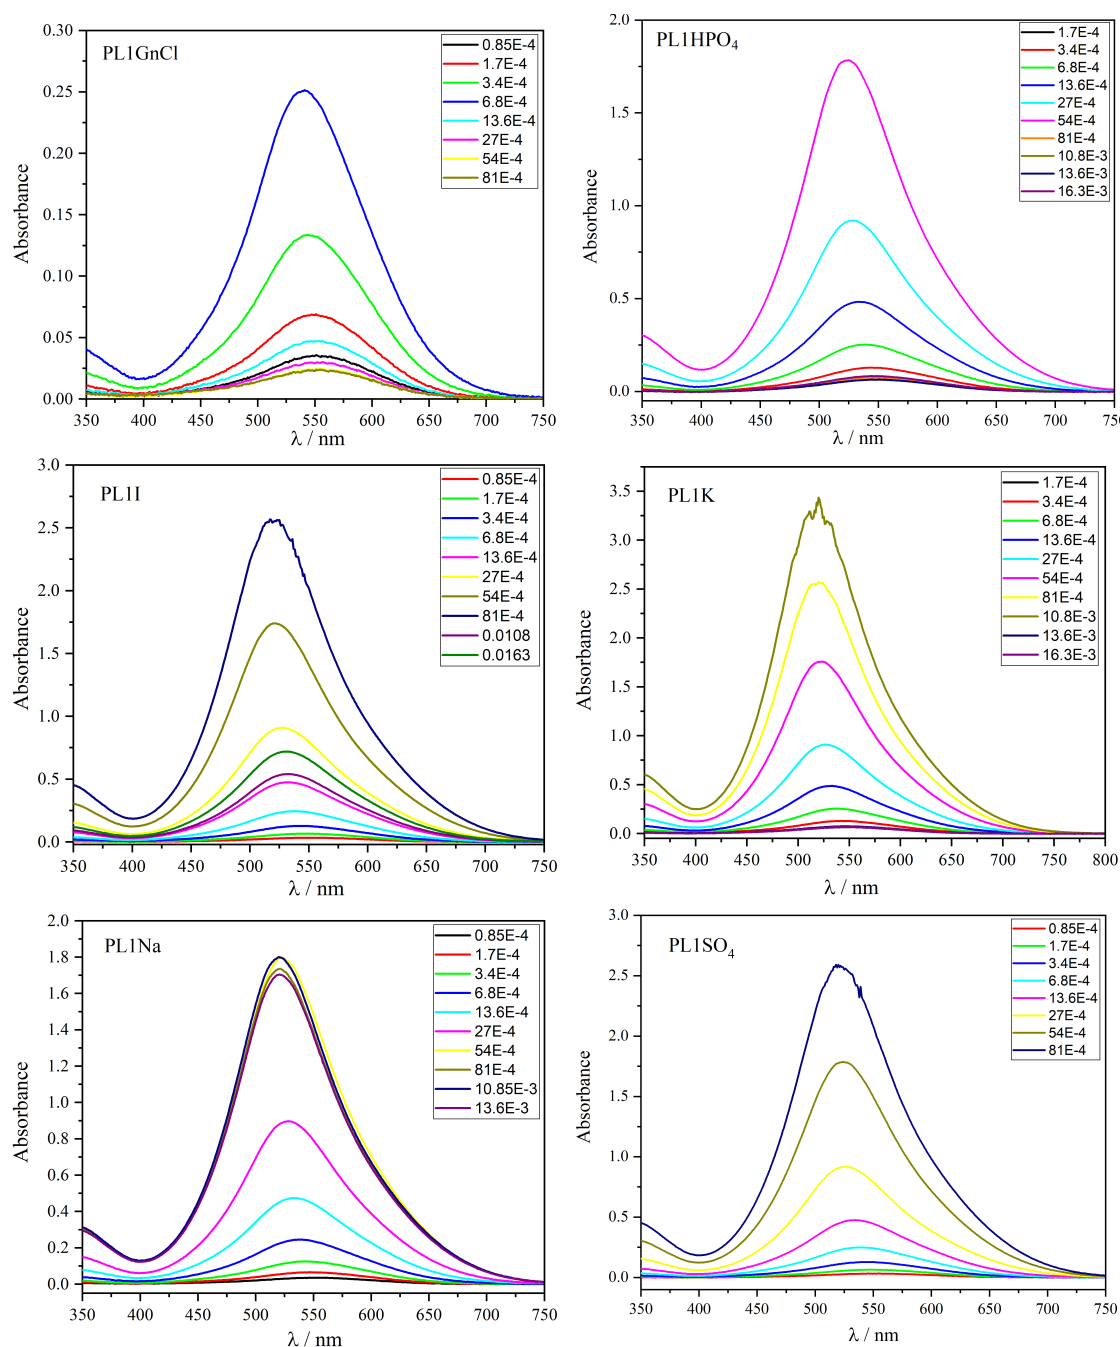 PL1GnCl
0.85E-4
1.7E-4
3.4E-4
6.8E-4
13.6E-4
27E-4
54E-4
81E-4
0.30
0.25
0.20
0.15
0.10
0.05
0.00
Absorbance
350 400 450 500 550 600 650 700 750
λ / nm
PL1HPO₄
1.7E-4
3.4E-4
6.8E-4
13.6E-4
27E-4
54E-4
81E-4
10.8E-3
13.6E-3
16.3E-3
2.0
1.5
1.0
0.5
0.0
Absorbance
350 400 450 500 550 600 650 700 750
λ / nm
PL1I
0.85E-4
1.7E-4
3.4E-4
6.8E-4
13.6E-4
27E-4
54E-4
81E-4
0.0108
0.0163
3.0
2.5
2.0
1.5
1.0
0.5
0.0
Absorbance
350 400 450 500 550 600 650 700 750
λ / nm
PL1K
1.7E-4
3.4E-4
6.8E-4
13.6E-4
27E-4
54E-4
81E-4
10.8E-3
13.6E-3
16.3E-3
3.5
3.0
2.5
2.0
1.5
1.0
0.5
0.0
Absorbance
350 400 450 500 550 600 650 700 750 800
λ / nm
PL1Na
0.85E-4
1.7E-4
3.4E-4
6.8E-4
13.6E-4
27E-4
54E-4
81E-4
10.85E-3
13.6E-3
2.0
1.8
1.6
1.4
1.2
1.0
0.8
0.6
0.4
0.2
0.0
Absorbance
350 400 450 500 550 600 650 700 750
λ / nm
PL1SO₄
0.85E-4
1.7E-4
3.4E-4
6.8E-4
13.6E-4
27E-4
54E-4
81E-4
3.0
2.5
2.0
1.5
1.0
0.5
0.0
Absorbance
350 400 450 500 550 600 650 700 750
λ / nm